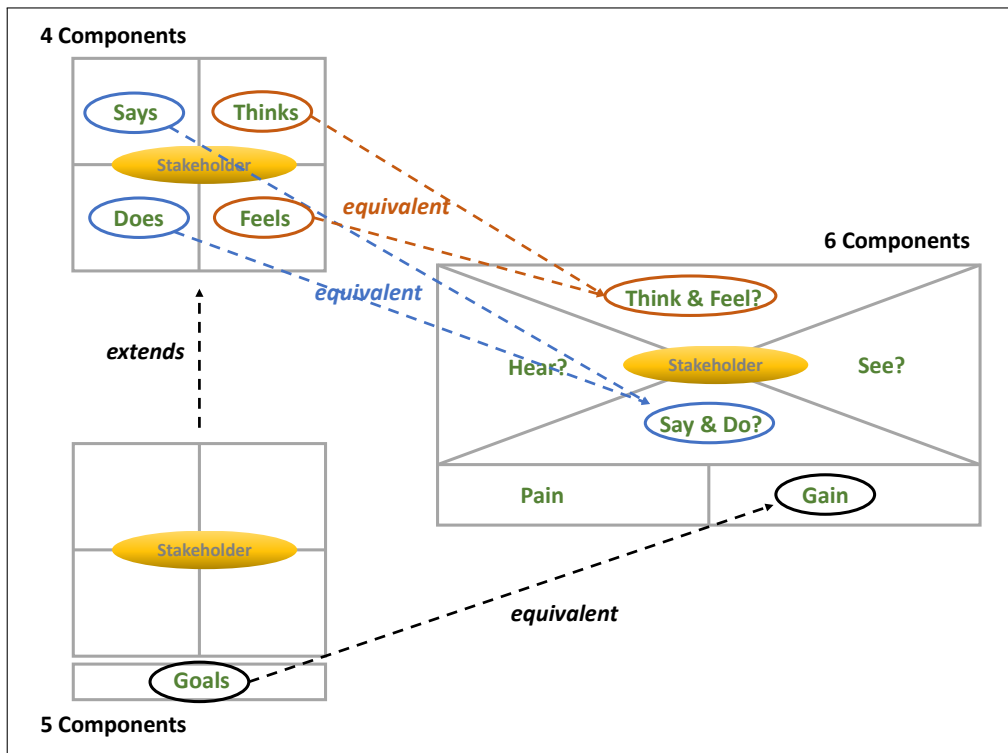 4 Components
Says
Thinks
Stakeholder
Does
Feels
equivalent
equivalent
extends
6 Components
Think & Feel?
Hear?
Stakeholder
See?
Say & Do?
Pain
Gain
Stakeholder
equivalent
Goals
5 Components